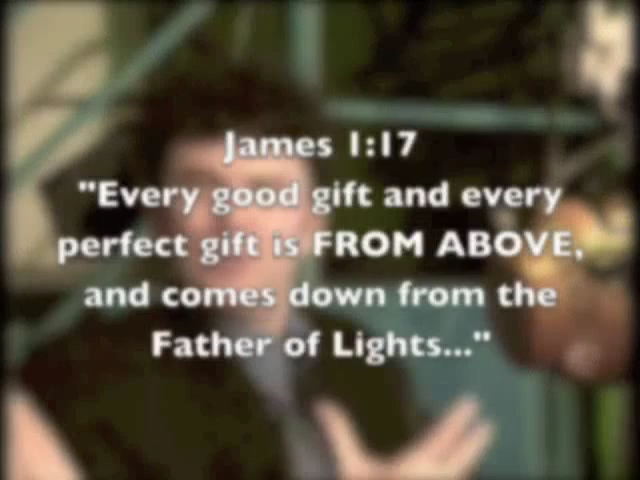 James 1:17
"Every good gift and every
perfect gift is FROM ABOVE,
and comes down from the
Father of Lights..."